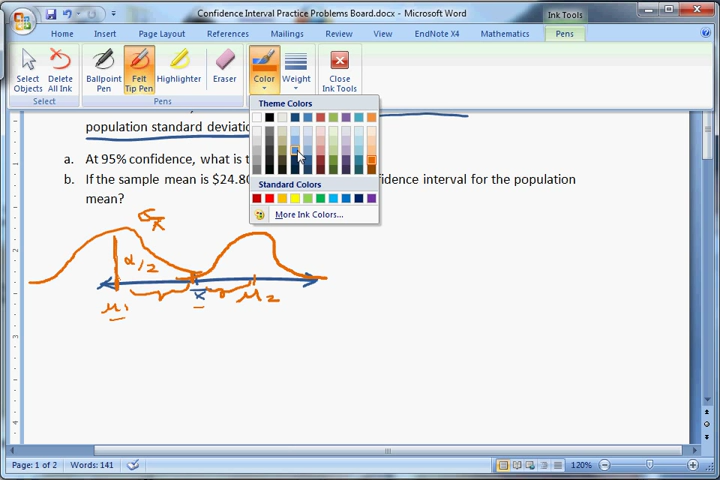 Confidence Interval Practice Problems Board.docx - Microsoft Word
Ink Tools
Home Insert Page Layout References Mailings Review View EndNote X4 Mathematics Pens
Select Objects
Delete All Ink
Ballpoint Pen
Felt Tip Pen
Highlighter
Eraser
Color
Weight
Close Ink Tools
Select
Pens
Theme Colors
Standard Colors
More Ink Colors...
population standard deviatio
a. At 95% confidence, what is t
b. If the sample mean is $24.80 fidence interval for the population
mean?
σx̄
α/2
μ1 x̄ μ2
Page: 1 of 2 Words: 141 120%